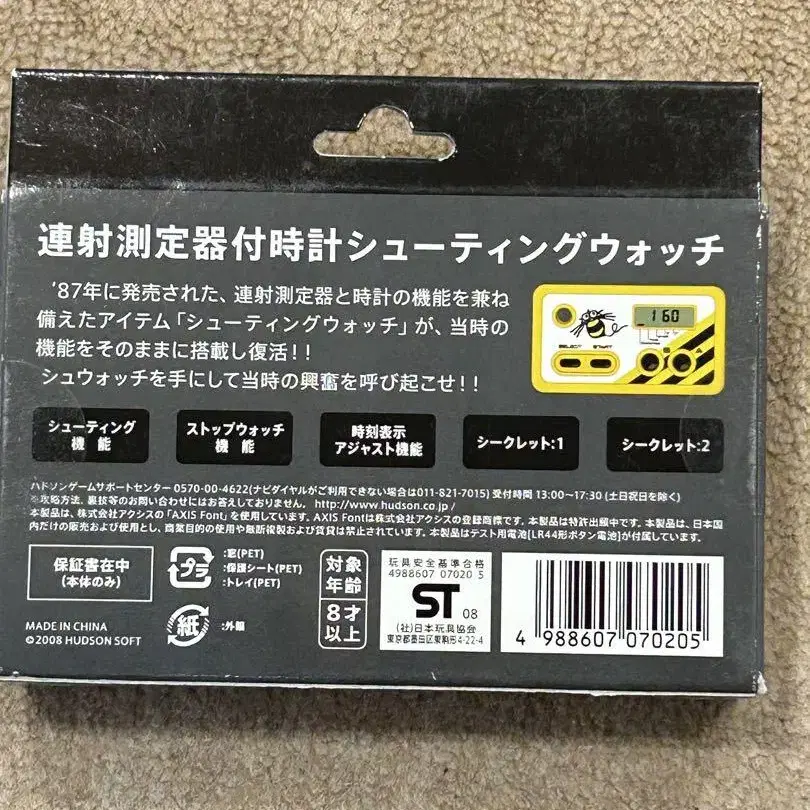 連射測定器付時計シューティングウォッチ
'87年に発売された、連射測定器と時計の機能を兼ね
備えたアイテム「シューティングウォッチ」が、当時の
機能をそのままに搭載し復活!!
シュウォッチを手にして当時の興奮を呼び起こせ!!
160
SELECT START
シューティング
機能
ストップウォッチ
機能
時刻表示
アジャスト機能
シークレット:1
シークレット:2
ハドソンゲームサポートセンター 0570-00-4622(ナビダイヤルがご利用できない場合は011-821-7015) 受付時間 13:00〜17:30 (土日祝日を除く)
※攻略方法、裏技等のお問い合わせにはお答えしておりません。 http://www.hudson.co.jp/
本製品は、株式会社アクシスの「AXIS Font」を使用しています。AXIS Fontは株式会社アクシスの登録商標です。本製品は特許出願中です。本製品は、日本国
内だけの販売および使用とし、商業目的の使用や無断複製および賃貸は禁止されています。本製品はテスト用電池[LR44形ボタン電池]が付属しています。
保証書在中
(本体のみ)
プラ
:窓(PET)
:保護シート(PET)
:トレイ(PET)
紙
:外箱
MADE IN CHINA
©2008 HUDSON SOFT
対象
年齢
8才
以上
玩具安全基準合格
4988607 07020 5
ST 08
(社)日本玩具協会
東京都墨田区東駒形4-22-4
4 988607 070205